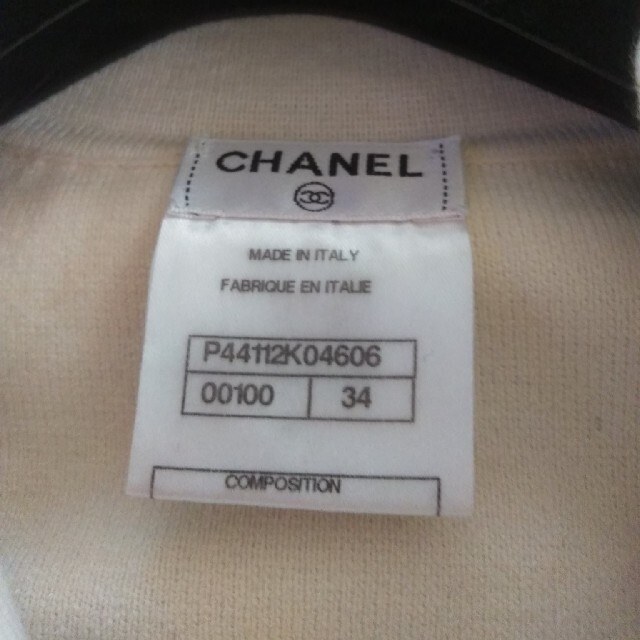 CHANEL
MADE IN ITALY
FABRIQUE EN ITALIE
P44112K04606
00100 34
COMPOSITION